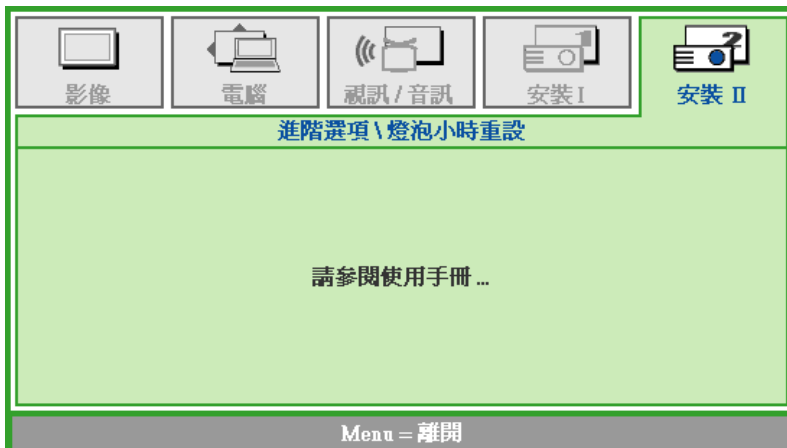 影像
電腦
視訊 / 音訊
安裝 I
安裝 II
進階選項 \ 燈泡小時重設
請參閱使用手冊 ...
Menu = 離開